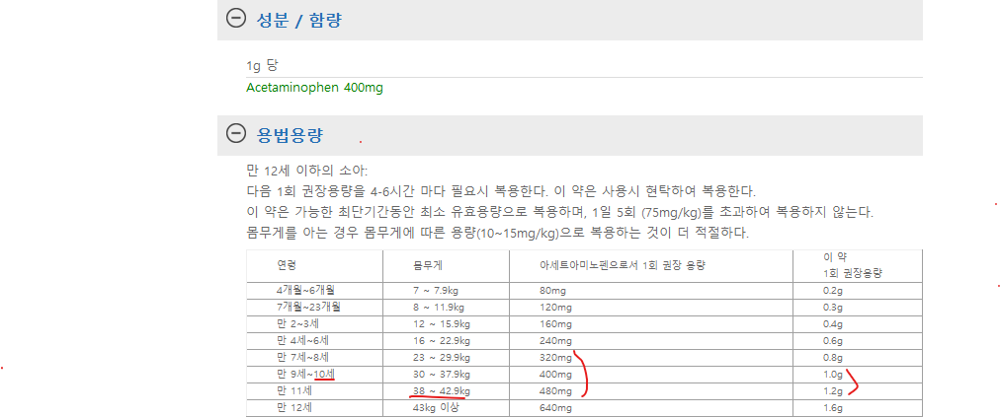 성분 / 함량
1g 당
Acetaminophen 400mg
용법용량
만 12세 이하의 소아:
다음 1회 권장용량을 4-6시간 마다 필요시 복용한다. 이 약은 사용시 현탁하여 복용한다.
이 약은 가능한 최단기간동안 최소 유효용량으로 복용하며, 1일 5회 (75mg/kg)를 초과하여 복용하지 않는다.
몸무게를 아는 경우 몸무게에 따른 용량(10~15mg/kg)으로 복용하는 것이 더 적절하다.
연령 몸무게 아세트아미노펜으로서 1회 권장 용량 이 약
1회 권장용량
4개월~6개월 7 ~ 7.9kg 80mg 0.2g
7개월~23개월 8 ~ 11.9kg 120mg 0.3g
만 2~3세 12 ~ 15.9kg 160mg 0.4g
만 4세~6세 16 ~ 22.9kg 240mg 0.6g
만 7세~8세 23 ~ 29.9kg 320mg 0.8g
만 9세~10세 30 ~ 37.9kg 400mg 1.0g
만 11세 38 ~ 42.9kg 480mg 1.2g
만 12세 43kg 이상 640mg 1.6g